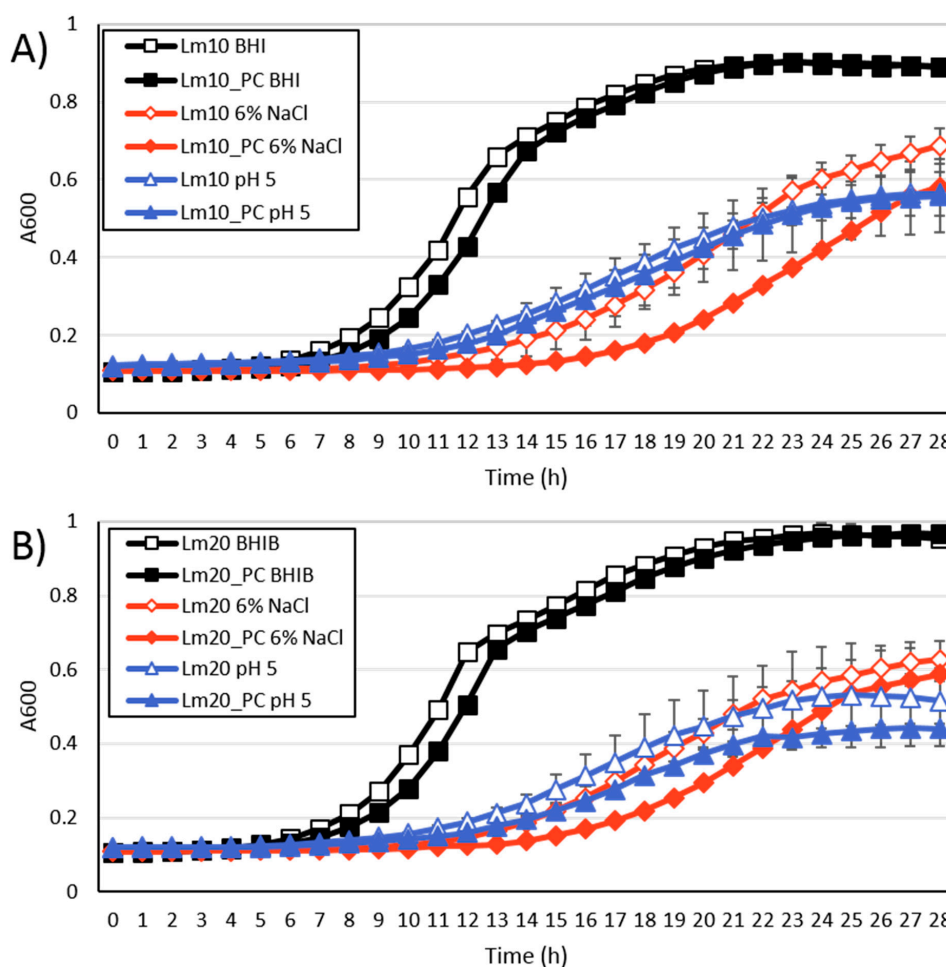 A)
1
0.8
0.6
0.4
0.2
0
A600
Lm10 BHI
Lm10_PC BHI
Lm10 6% NaCl
Lm10_PC 6% NaCl
Lm10 pH 5
Lm10_PC pH 5
0 1 2 3 4 5 6 7 8 9 10 11 12 13 14 15 16 17 18 19 20 21 22 23 24 25 26 27 28
Time (h)
B)
1
0.8
0.6
0.4
0.2
0
A600
Lm20 BHIB
Lm20_PC BHIB
Lm20 6% NaCl
Lm20_PC 6% NaCl
Lm20 pH 5
Lm20_PC pH 5
0 1 2 3 4 5 6 7 8 9 10 11 12 13 14 15 16 17 18 19 20 21 22 23 24 25 26 27 28
Time (h)